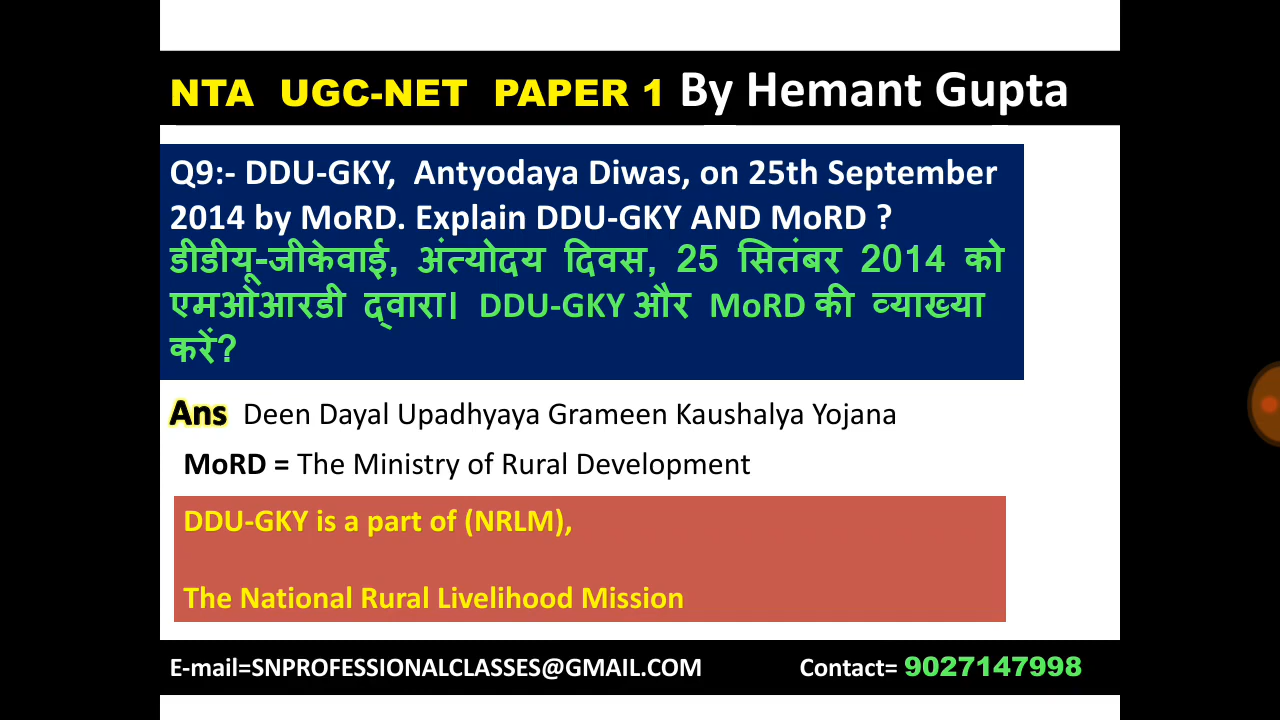 NTA UGC-NET PAPER 1 By Hemant Gupta
Q9:- DDU-GKY, Antyodaya Diwas, on 25th September
2014 by MoRD. Explain DDU-GKY AND MoRD ?
डीडीयू-जीकेवाई, अंत्योदय दिवस, 25 सितंबर 2014 को
एमओआरडी द्वारा। DDU-GKY और MoRD की व्याख्या
करें?
Ans Deen Dayal Upadhyaya Grameen Kaushalya Yojana
MoRD = The Ministry of Rural Development
DDU-GKY is a part of (NRLM),
The National Rural Livelihood Mission
E-mail=SNPROFESSIONALCLASSES@GMAIL.COM Contact= 9027147998